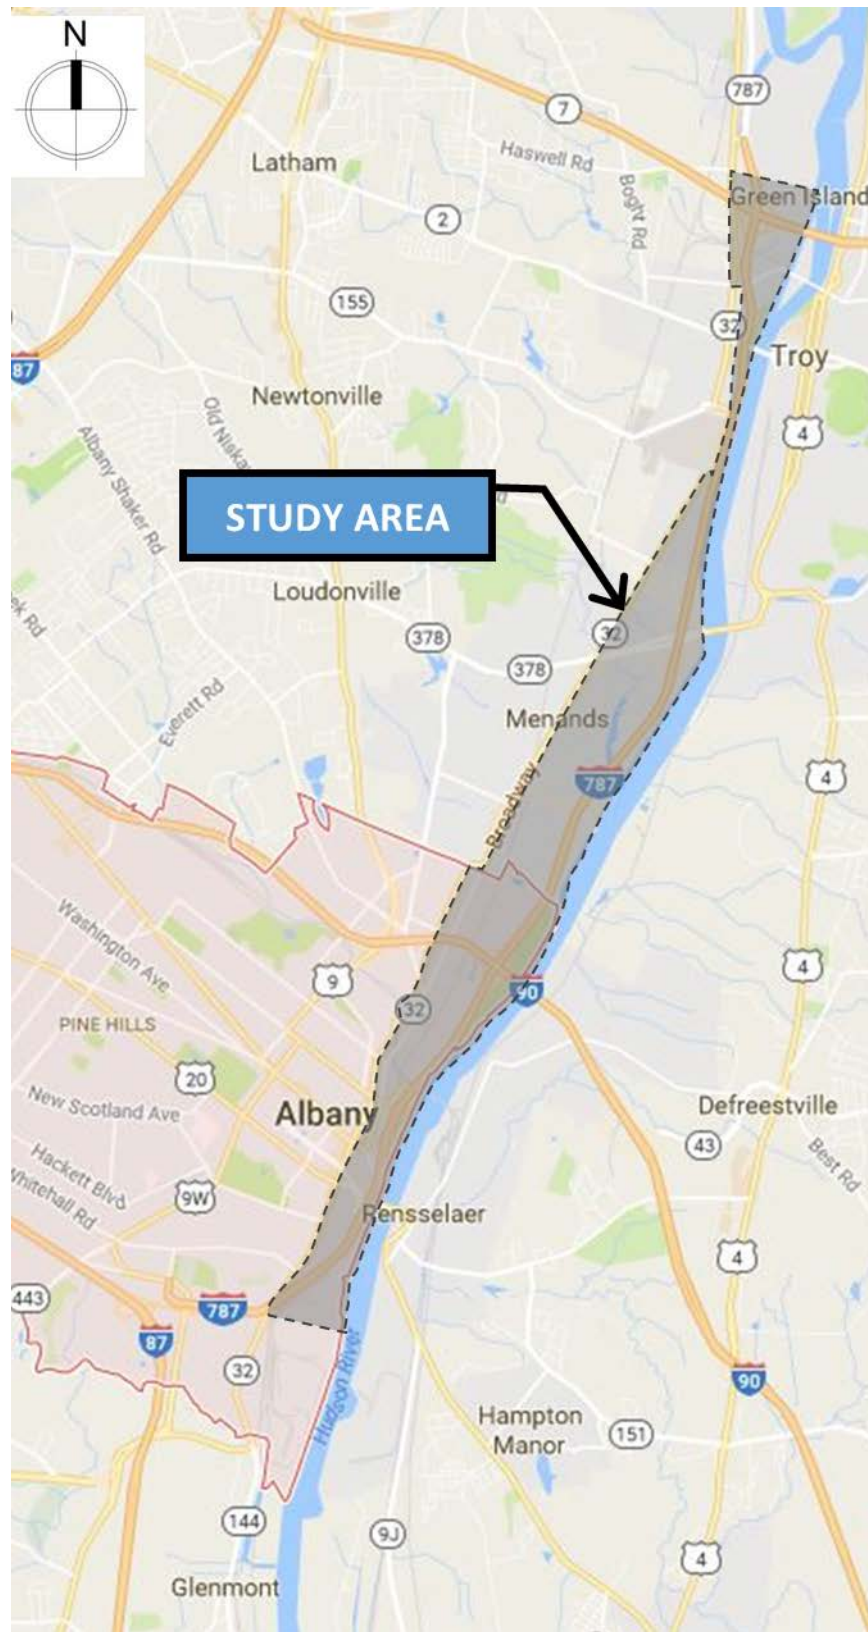 N
787
7
Haswell Rd
Latham
Boght Rd
Green Island
2
155
32
87
Troy
Newtonville
4
Albany Shaker Rd
STUDY AREA
Loudonville
32
378
378
Everett Rd
Menands
787
4
Broadway
Washington Ave
9
4
90
32
PINE HILLS
20
New Scotland Ave
Albany
Defreestville
43
Best Rd
Hackett Blvd
Whitehall Rd
9W
Rensselaer
4
443
787
87
Hudson River
32
90
Hampton
Manor
151
144
9J
4
Glenmont